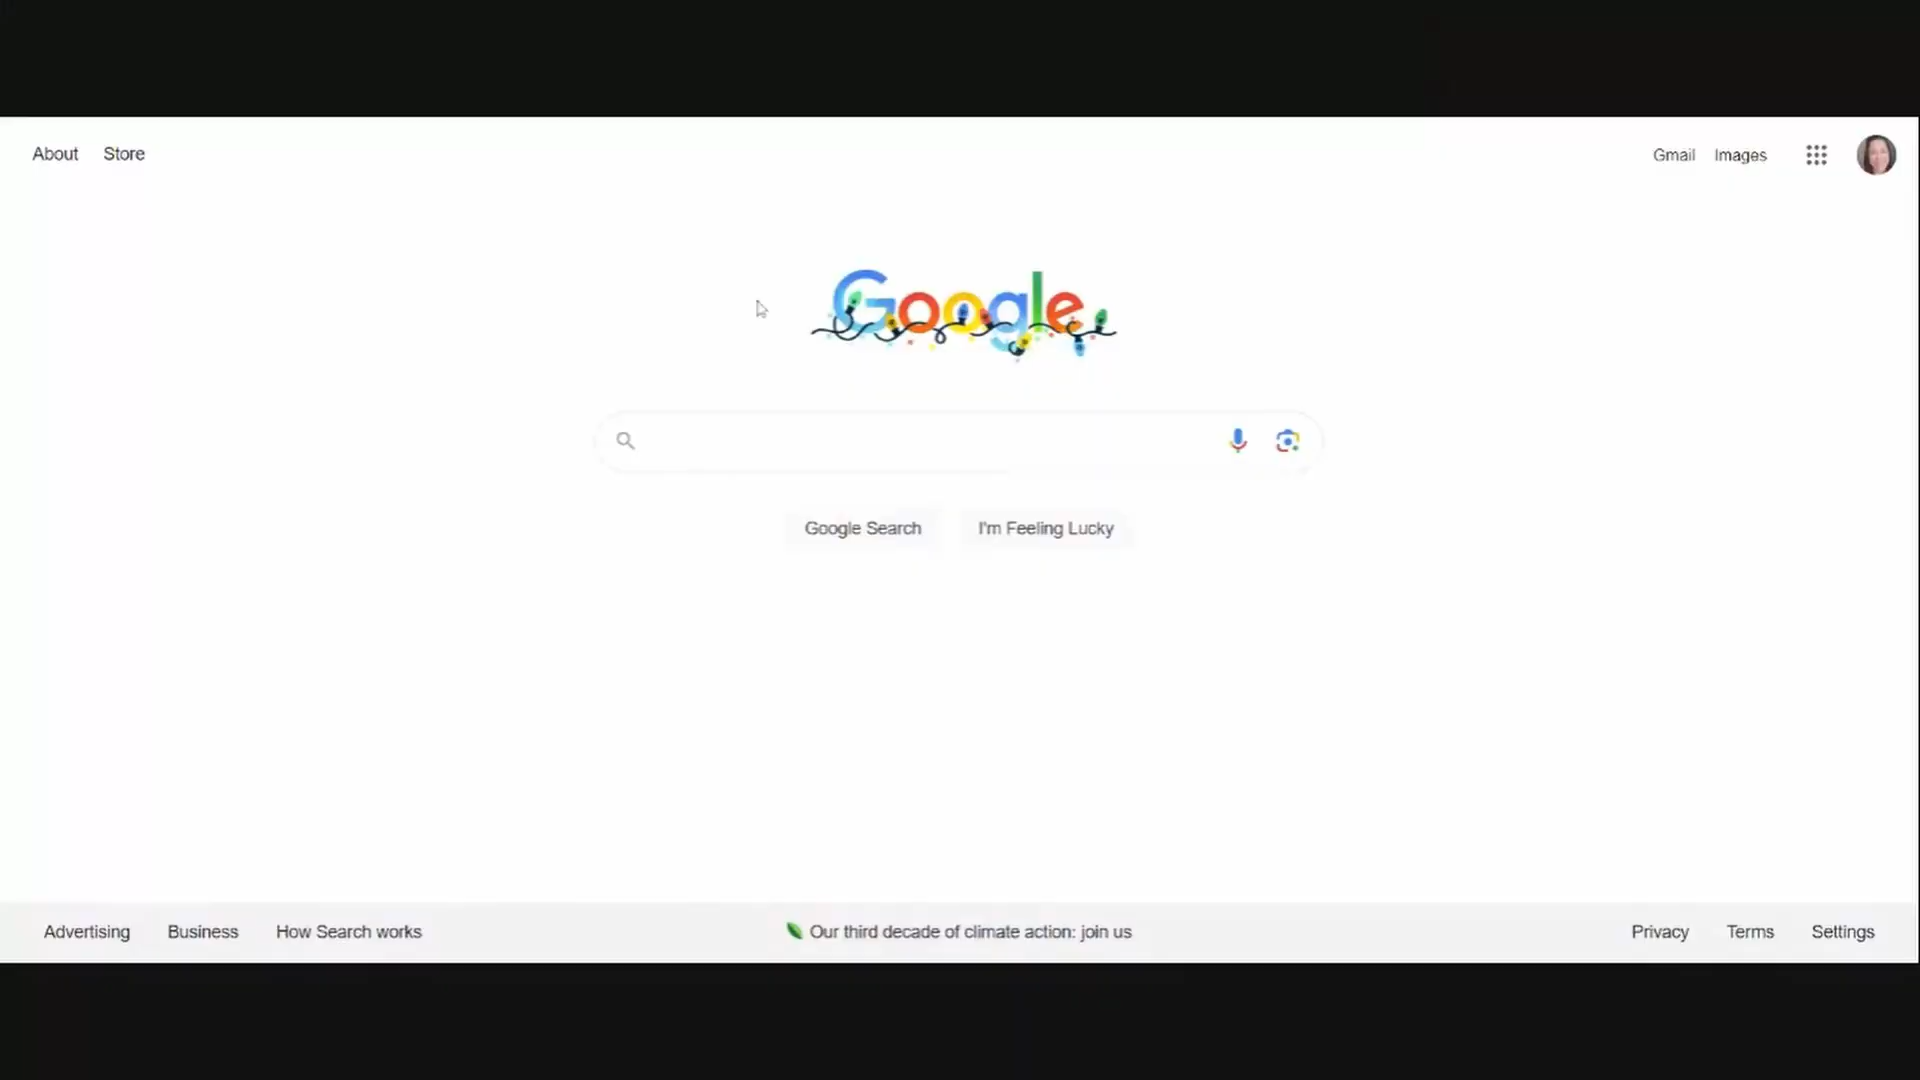 About Store
Gmail Images
Google
Google Search I'm Feeling Lucky
Advertising Business How Search works
Our third decade of climate action: join us
Privacy Terms Settings